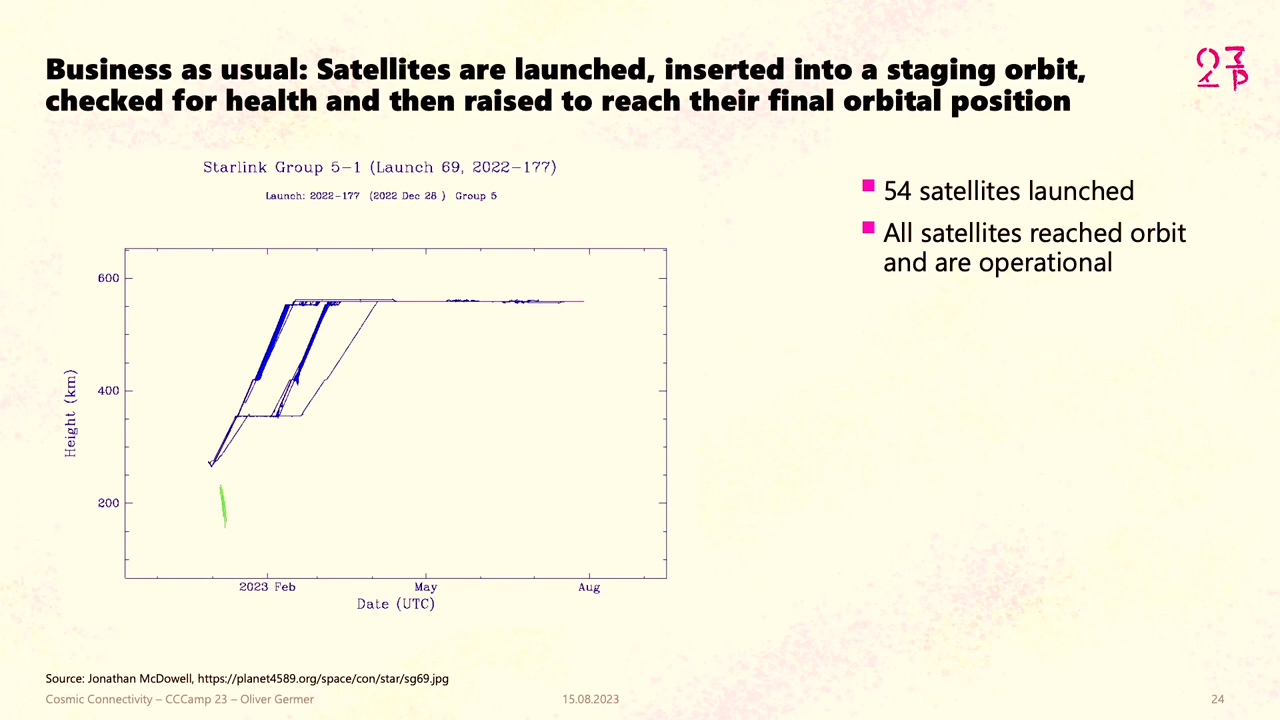 Business as usual: Satellites are launched, inserted into a staging orbit,
checked for health and then raised to reach their final orbital position
Starlink Group 5-1 (Launch 69, 2022-177)
Launch: 2022-177 (2022 Dec 28 ) Group 5
600
400
200
Height (km)
2023 Feb
May
Aug
Date (UTC)
54 satellites launched
All satellites reached orbit
and are operational
Source: Jonathan McDowell, https://planet4589.org/space/con/star/sg69.jpg
Cosmic Connectivity – CCCamp 23 – Oliver Germer
15.08.2023
24